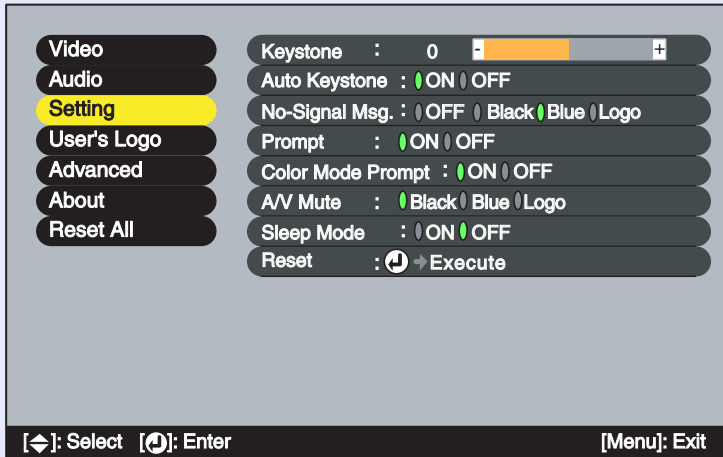 Video
Audio
Setting
User's Logo
Advanced
About
Reset All
Keystone : 0 - +
Auto Keystone : ON OFF
No-Signal Msg. : OFF Black Blue Logo
Prompt : ON OFF
Color Mode Prompt : ON OFF
A/V Mute : Black Blue Logo
Sleep Mode : ON OFF
Reset : Execute
[ ]: Select [ ]: Enter [Menu]: Exit